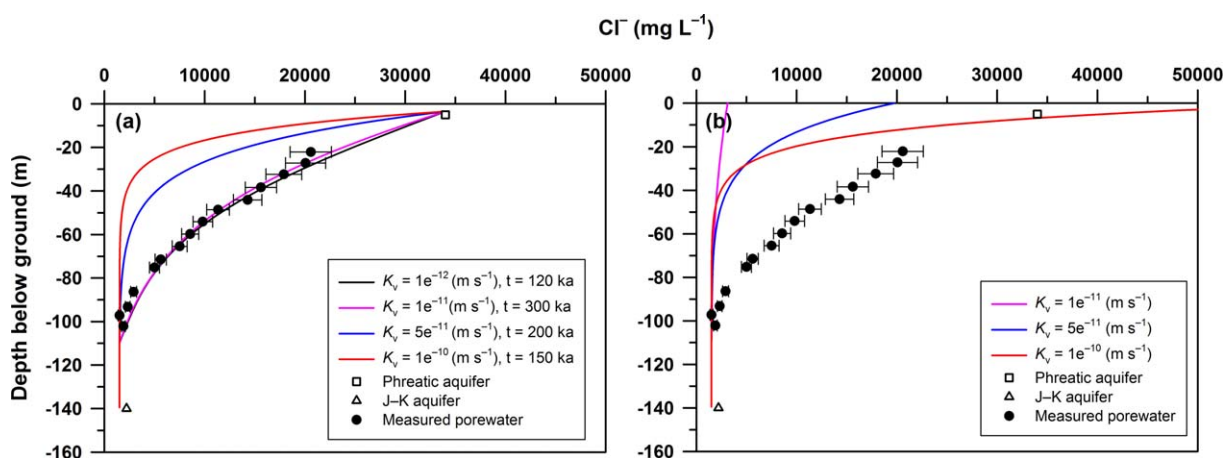 Cl⁻ (mg L⁻¹)
0 10000 20000 30000 40000 50000
0 10000 20000 30000 40000 50000
Depth below ground (m)
0
-20
-40
-60
-80
-100
-120
-140
-160
(a)
Kv = 1e⁻¹² (m s⁻¹), t = 120 ka
Kv = 1e⁻¹¹ (m s⁻¹), t = 300 ka
Kv = 5e⁻¹¹ (m s⁻¹), t = 200 ka
Kv = 1e⁻¹⁰ (m s⁻¹), t = 150 ka
Phreatic aquifer
J–K aquifer
Measured porewater
0
-20
-40
-60
-80
-100
-120
-140
-160
(b)
Kv = 1e⁻¹¹ (m s⁻¹)
Kv = 5e⁻¹¹ (m s⁻¹)
Kv = 1e⁻¹⁰ (m s⁻¹)
Phreatic aquifer
J–K aquifer
Measured porewater